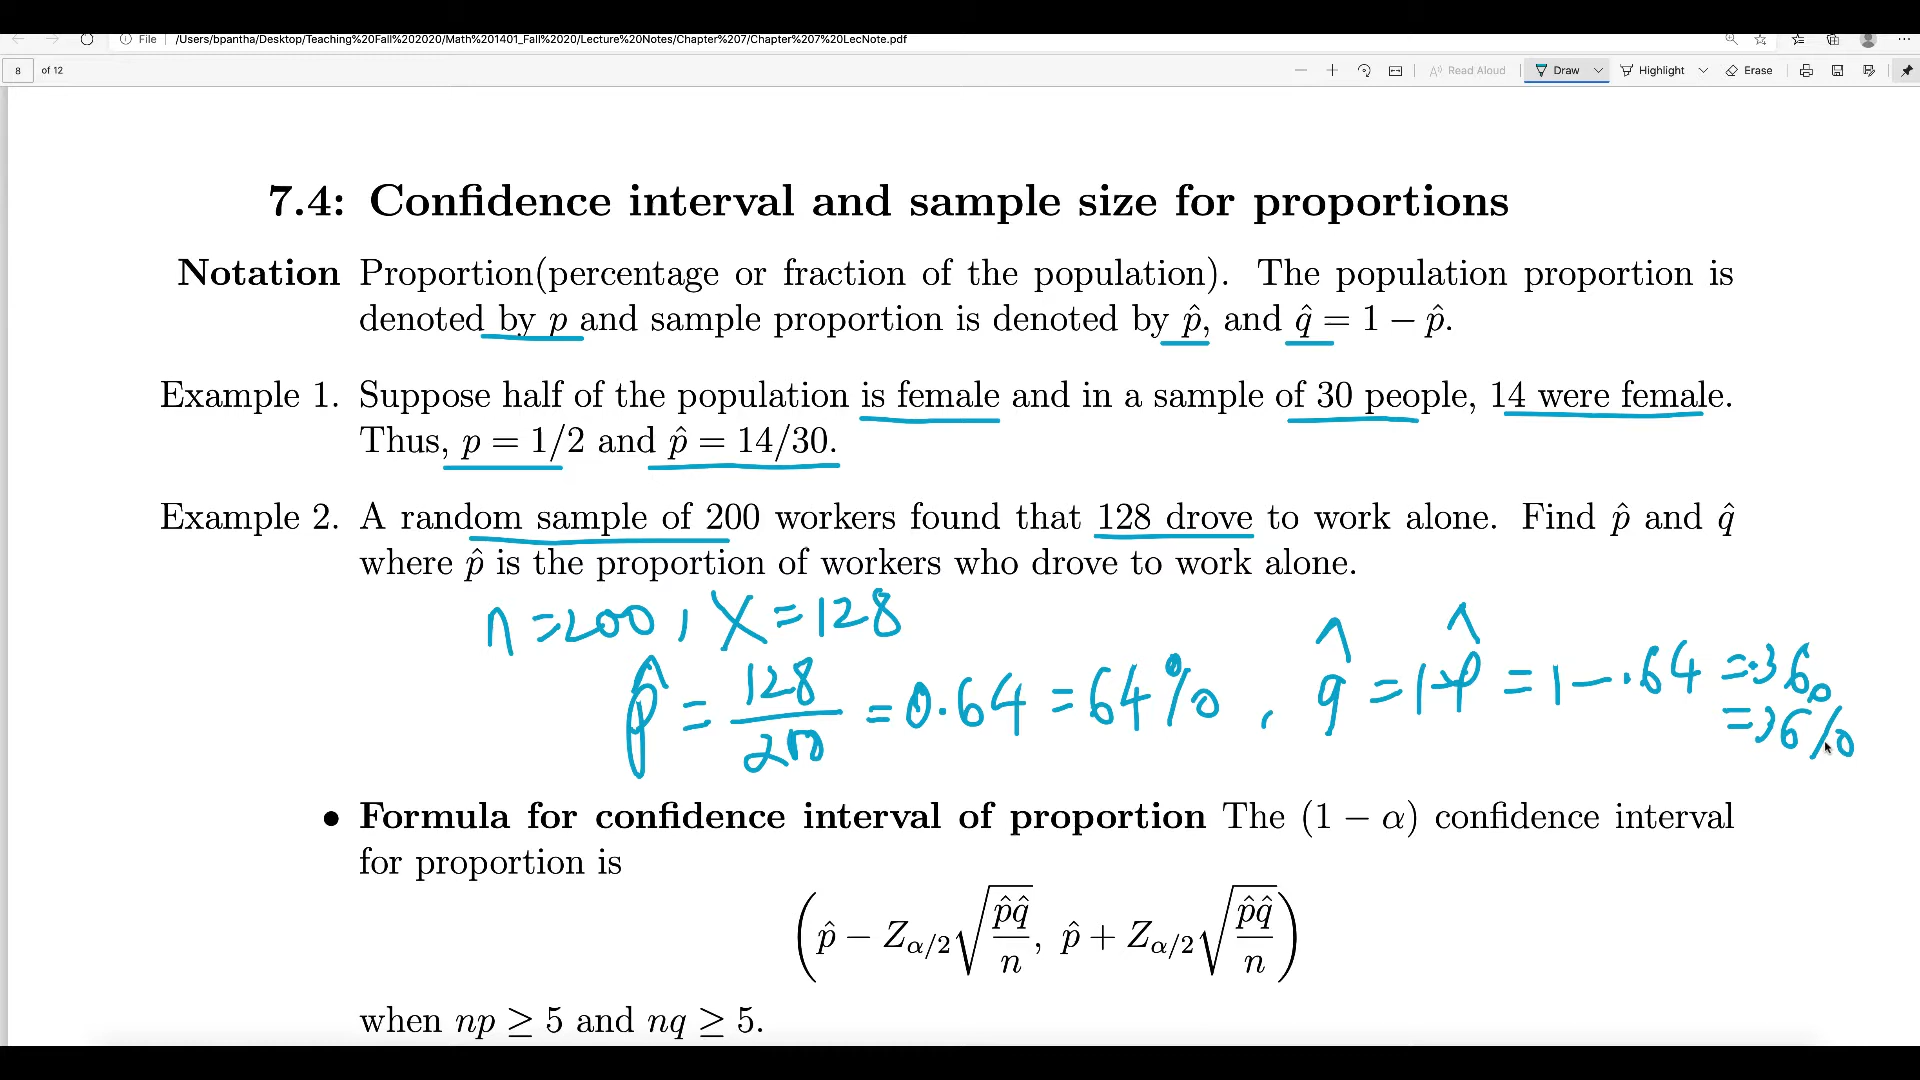 File | /Users/bpantha/Desktop/Teaching%20Fall%202020/Math%201401_Fall%2020/Lecture%20Notes/Chapter%207/Chapter%207%20LecNote.pdf
8 of 12 Read Aloud Draw Highlight Erase
7.4: Confidence interval and sample size for proportions
Notation Proportion(percentage or fraction of the population). The population proportion is
denoted by p and sample proportion is denoted by p̂, and q̂ = 1 − p̂.
Example 1. Suppose half of the population is female and in a sample of 30 people, 14 were female.
Thus, p = 1/2 and p̂ = 14/30.
Example 2. A random sample of 200 workers found that 128 drove to work alone. Find p̂ and q̂
where p̂ is the proportion of workers who drove to work alone.
n = 200, X = 128
p̂ = 128/200 = 0.64 = 64%, q̂ = 1-p̂ = 1 - .64 = .36
= 36%
• Formula for confidence interval of proportion The (1 − α) confidence interval
for proportion is
(p̂ − Z_{α/2}√(p̂q̂/n), p̂ + Z_{α/2}√(p̂q̂/n))
when np ≥ 5 and nq ≥ 5.